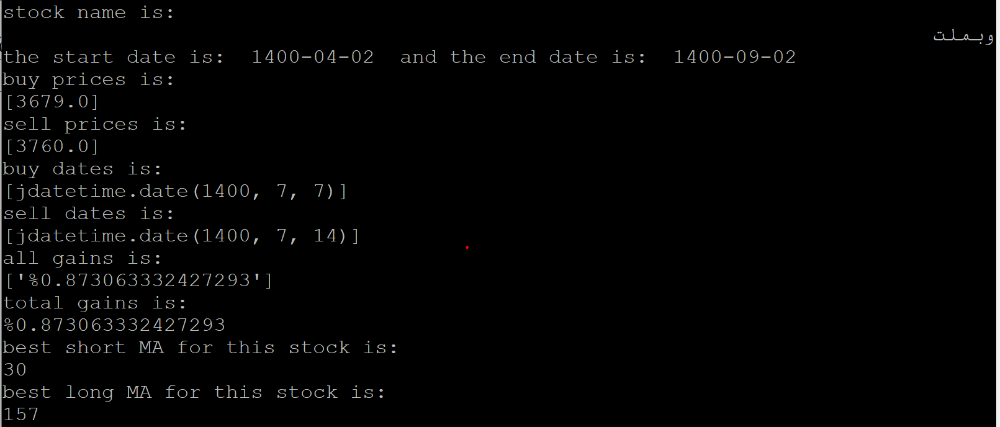 stock name is:
وبملت
the start date is:  1400-04-02  and the end date is:  1400-09-02
buy prices is:
[3679.0]
sell prices is:
[3760.0]
buy dates is:
[jdatetime.date(1400, 7, 7)]
sell dates is:
[jdatetime.date(1400, 7, 14)]
all gains is:
['%0.873063332427293']
total gains is:
%0.873063332427293
best short MA for this stock is:
30
best long MA for this stock is:
157